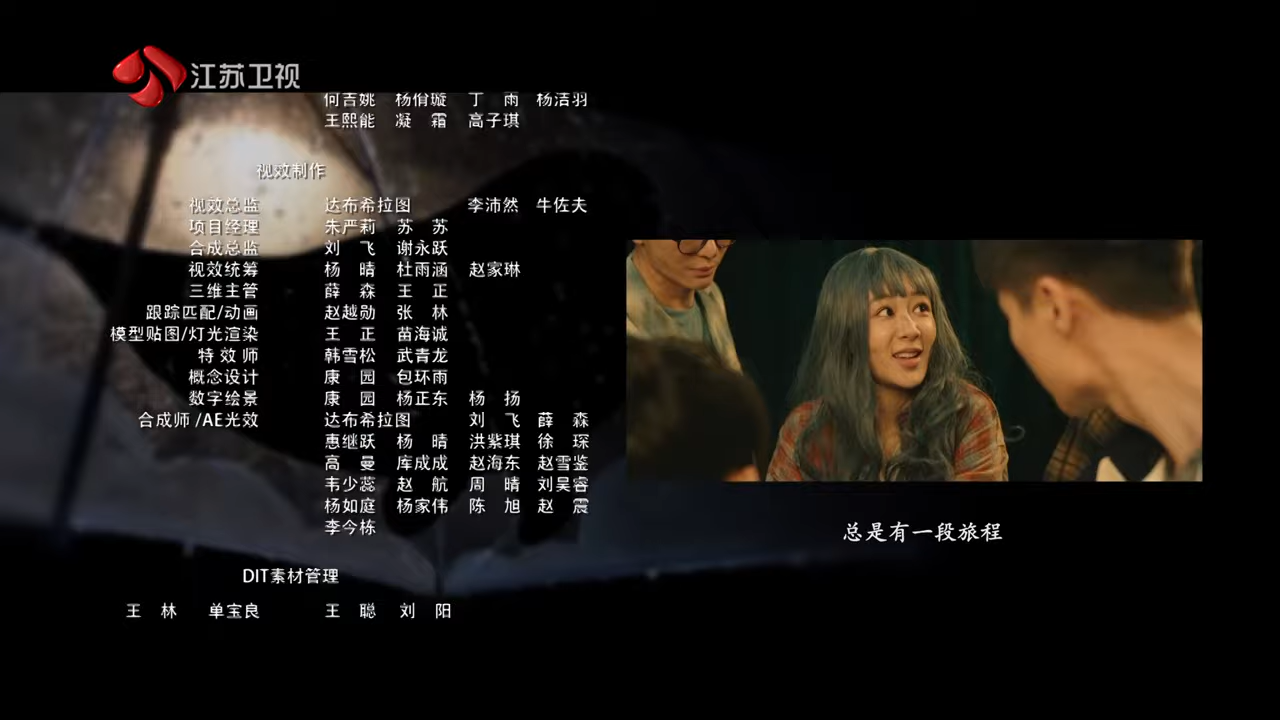 江苏卫视
何吉姚 杨佾璇 丁 雨 杨洁羽
王熙能 凝 霜 高子琪
视效制作
视效总监 达布希拉图 李沛然 牛佐夫
项目经理 朱严莉 苏 苏
合成总监 刘 飞 谢永跃
视效统筹 杨 晴 杜雨涵 赵家琳
三维主管 薛 森 王 正
跟踪匹配/动画 赵越勋 张 林
模型贴图/灯光渲染 王 正 苗海诚
特效师 韩雪松 武青龙
概念设计 康 园 包环雨
数字绘景 康 园 杨正东 杨 扬
合成师 /AE光效 达布希拉图 刘 飞 薛 森
惠继跃 杨 晴 洪紫琪 徐 琛
高 曼 库成成 赵海东 赵雪鉴
韦少蕊 赵 航 周 晴 刘昊睿
杨如庭 杨家伟 陈 旭 赵 震
李今栋
DIT素材管理
王 林 单宝良 王 聪 刘 阳
总是有一段旅程